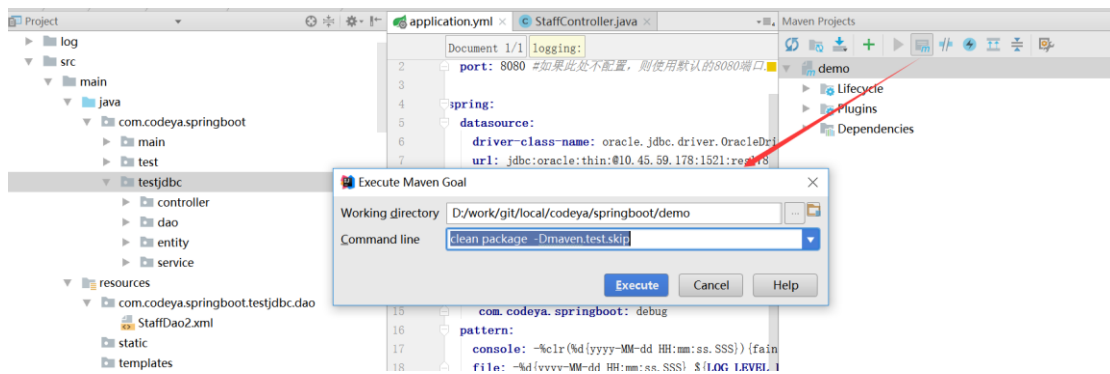 Project
application.yml
StaffController.java
Maven Projects
log
src
main
java
com.codeya.springboot
main
test
testjdbc
controller
dao
entity
service
resources
com.codeya.springboot.testjdbc.dao
StaffDao2.xml
static
templates
Document 1/1 logging:
2 port: 8080 #如果此处不配置，则使用默认的8080端口
3
4 spring:
5 datasource:
6 driver-class-name: oracle.jdbc.driver.OracleDri
7 url: jdbc:oracle:thin:@10.45.59.178:1521:
demo
Lifecycle
Plugins
Dependencies
Execute Maven Goal
Working directory D:/work/git/local/codeya/springboot/demo
Command line clean package -Dmaven.test.skip
Execute Cancel Help
15 com.codeya.springboot: debug
16 pattern:
17 console: -%clr(%d{yyyy-MM-dd HH:mm:ss.SSS}){fain
18 file: -%d{yyyy-MM-dd HH:mm:ss.SSS} ${LOG_LEVEL_